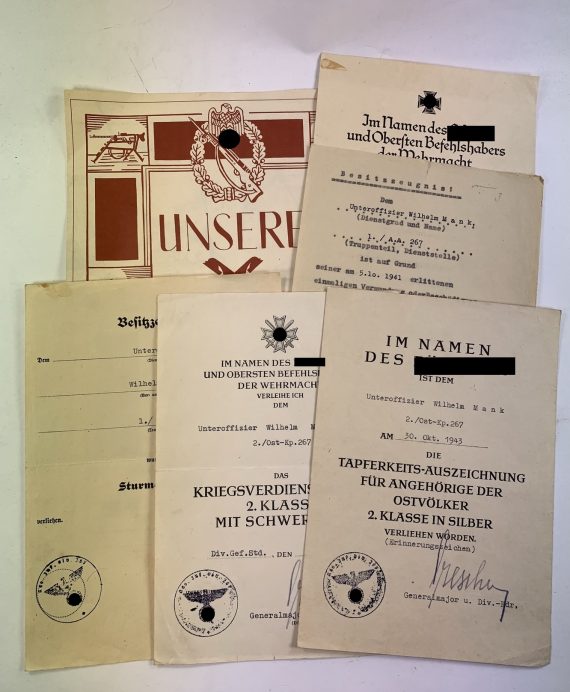 UNSERE
Im Namen des
und Obersten Befehlshabers
der Wehrmacht
Besitzzeugnis:
Dem
Unteroffizier Wilhelm Mank,
(Dienstgrad und Name)
1./A.A. 267
(Truppenteil, Dienststelle)
ist auf Grund
seiner am 5.10. 1941 erlittenen
einmaligen
Besitz
Dem
Wilhelm
1./
verliehen.
Sturm
IM NAMEN DES
UND OBERSTEN BEFEHLS
DER WEHRMACH
VERLEIHE ICH
DEM
Unteroffizier Wilhelm M
2./Ost-Kp.267
DAS
KRIEGSVERDIENS
2. KLASS
MIT SCHWER
Div.Gef.Std., DEN
Generalmajor
IM NAMEN
DES
IST DEM
Unteroffizier Wilhelm Mank
2./Ost-Kp.267
AM 30. Okt. 1943
DIE
TAPFERKEITS-AUSZEICHNUNG
FÜR ANGEHÖRIGE DER
OSTVÖLKER
2. KLASSE IN SILBER
VERLIEHEN WORDEN.
(Erinnerungszeichen)
Generalmajor u. Div.-Kdr.